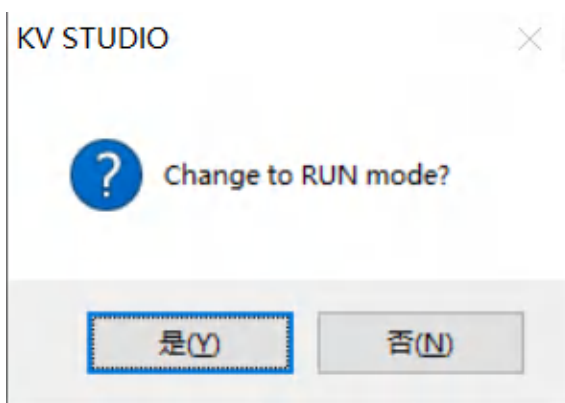 KV STUDIO
Change to RUN mode?
是(Y) 否(N)